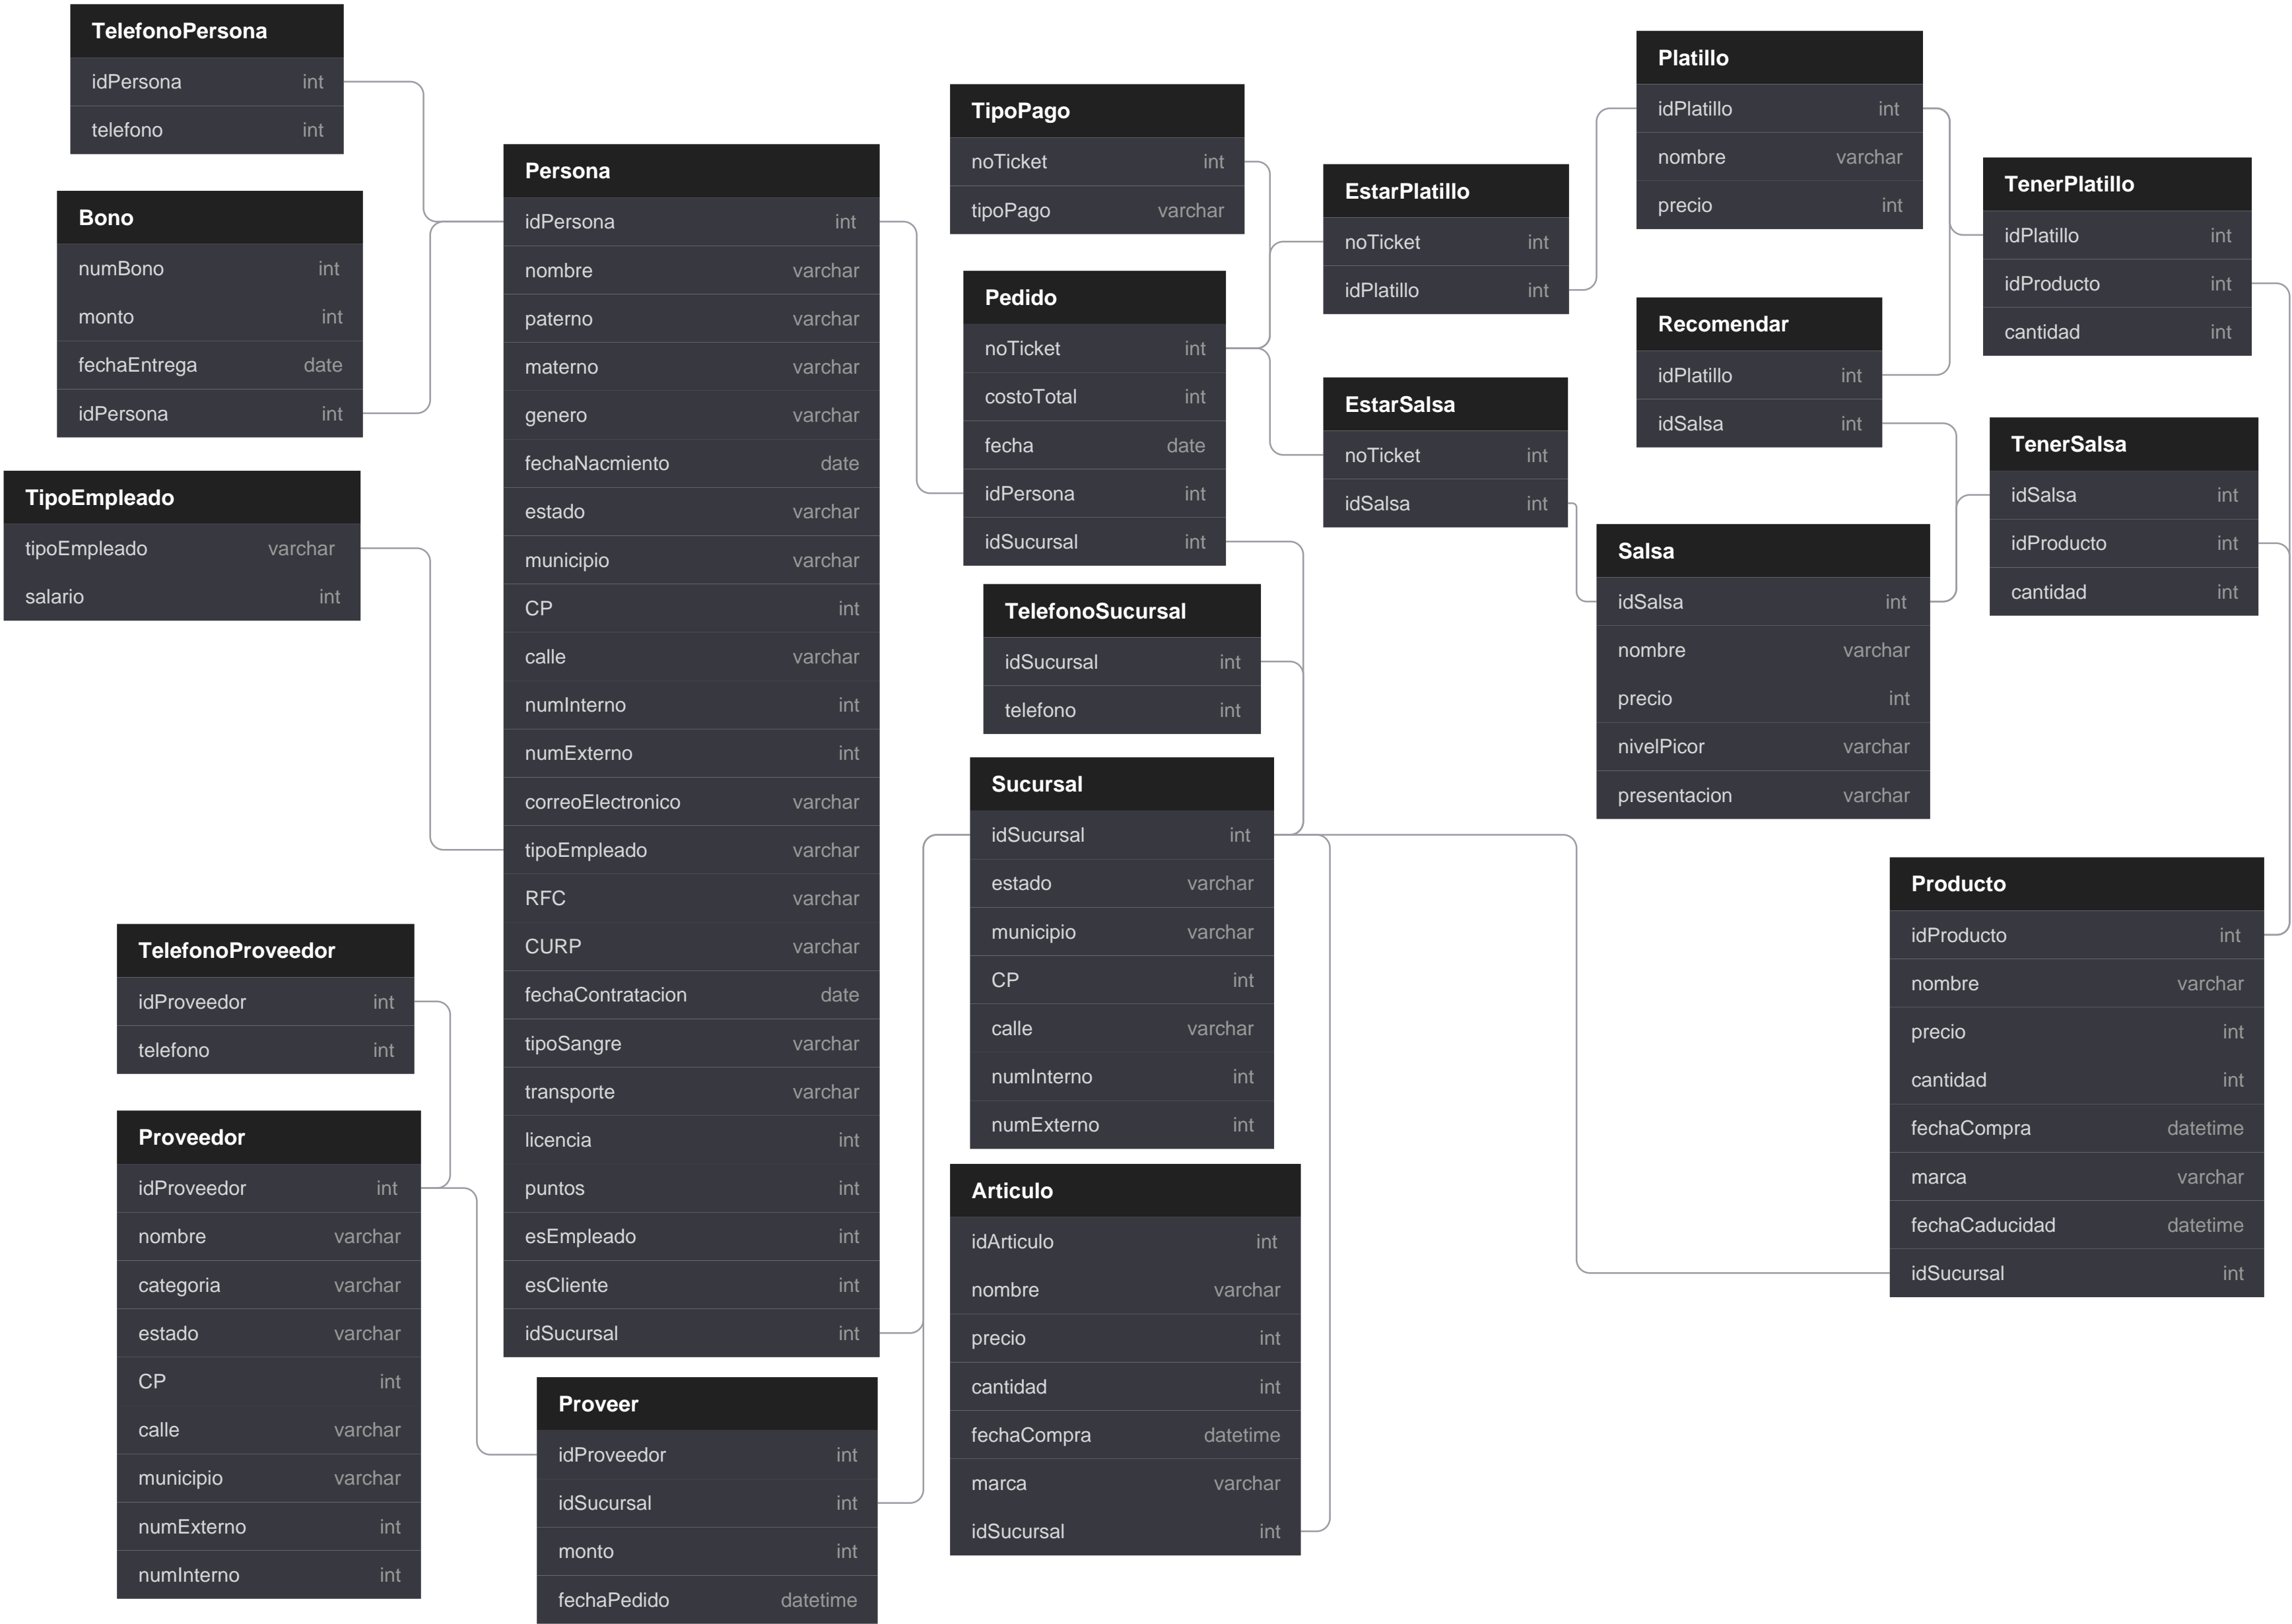 TelefonoPersona
idPersona int
telefono int
Bono
numBono int
monto int
fechaEntrega date
idPersona int
TipoEmpleado
tipoEmpleado varchar
salario int
TelefonoProveedor
idProveedor int
telefono int
Proveedor
idProveedor int
nombre varchar
categoria varchar
estado varchar
CP int
calle varchar
municipio varchar
numExterno int
numInterno int
Persona
idPersona int
nombre varchar
paterno varchar
materno varchar
genero varchar
fechaNacmiento date
estado varchar
municipio varchar
CP int
calle varchar
numInterno int
numExterno int
correoElectronico varchar
tipoEmpleado varchar
RFC varchar
CURP varchar
fechaContratacion date
tipoSangre varchar
transporte varchar
licencia int
puntos int
esEmpleado int
esCliente int
idSucursal int
Proveer
idProveedor int
idSucursal int
monto int
fechaPedido datetime
TipoPago
noTicket int
tipoPago varchar
Pedido
noTicket int
costoTotal int
fecha date
idPersona int
idSucursal int
TelefonoSucursal
idSucursal int
telefono int
Sucursal
idSucursal int
estado varchar
municipio varchar
CP int
calle varchar
numInterno int
numExterno int
Articulo
idArticulo int
nombre varchar
precio int
cantidad int
fechaCompra datetime
marca varchar
idSucursal int
EstarPlatillo
noTicket int
idPlatillo int
EstarSalsa
noTicket int
idSalsa int
Platillo
idPlatillo int
nombre varchar
precio int
Recomendar
idPlatillo int
idSalsa int
Salsa
idSalsa int
nombre varchar
precio int
nivelPicor varchar
presentacion varchar
TenerPlatillo
idPlatillo int
idProducto int
cantidad int
TenerSalsa
idSalsa int
idProducto int
cantidad int
Producto
idProducto int
nombre varchar
precio int
cantidad int
fechaCompra datetime
marca varchar
fechaCaducidad datetime
idSucursal int